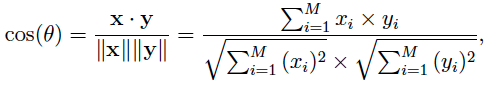 cos(θ) = x · y / ‖x‖‖y‖ = ∑_{i=1}^{M} x_i × y_i / √(∑_{i=1}^{M} (x_i)²) × √(∑_{i=1}^{M} (y_i)²),